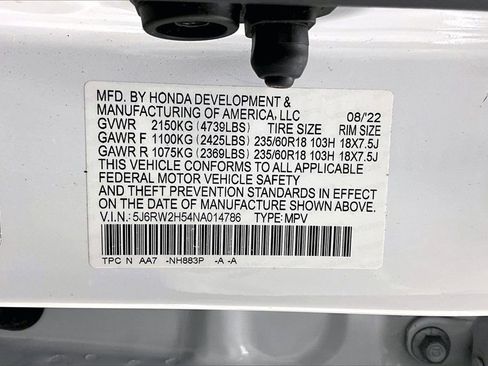 MFD. BY HONDA DEVELOPMENT &
MANUFACTURING OF AMERICA, LLC 08/'22
GVWR 2150KG (4739LBS) TIRE SIZE RIM SIZE
GAWR F 1100KG (2425LBS) 235/60R18 103H 18X7.5J
GAWR R 1075KG (2369LBS) 235/60R18 103H 18X7.5J
THIS VEHICLE CONFORMS TO ALL APPLICABLE
FEDERAL MOTOR VEHICLE SAFETY
AND THEFT PREVENTION STANDARDS IN EFFECT
ON THE DATE OF MANUFACTURE SHOWN ABOVE.
V.I.N.: 5J6RW2H54NA014786 TYPE: MPV
TPC N AA7 -NH883P -A -A